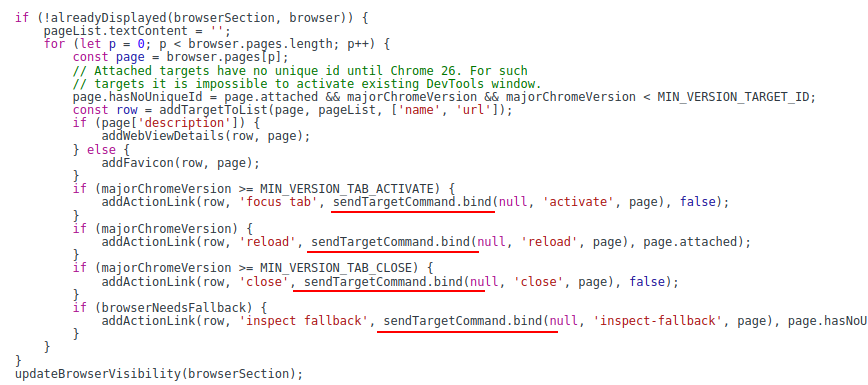 if (!alreadyDisplayed(browserSection, browser)) {
pageList.textContent = '';
for (let p = 0; p < browser.pages.length; p++) {
const page = browser.pages[p];
// Attached targets have no unique id until Chrome 26. For such
// targets it is impossible to activate existing DevTools window.
page.hasNoUniqueId = page.attached && majorChromeVersion && majorChromeVersion < MIN_VERSION_TARGET_ID;
const row = addTargetToList(page, pageList, ['name', 'url']);
if (page['description']) {
addWebViewDetails(row, page);
} else {
addFavicon(row, page);
}
if (majorChromeVersion >= MIN_VERSION_TAB_ACTIVATE) {
addActionLink(row, 'focus tab', sendTargetCommand.bind(null, 'activate', page), false);
}
if (majorChromeVersion) {
addActionLink(row, 'reload', sendTargetCommand.bind(null, 'reload', page), page.attached);
}
if (majorChromeVersion >= MIN_VERSION_TAB_CLOSE) {
addActionLink(row, 'close', sendTargetCommand.bind(null, 'close', page), false);
}
if (browserNeedsFallback) {
addActionLink(row, 'inspect fallback', sendTargetCommand.bind(null, 'inspect-fallback', page), page.hasNoU
}
}
}
updateBrowserVisibility(browserSection);